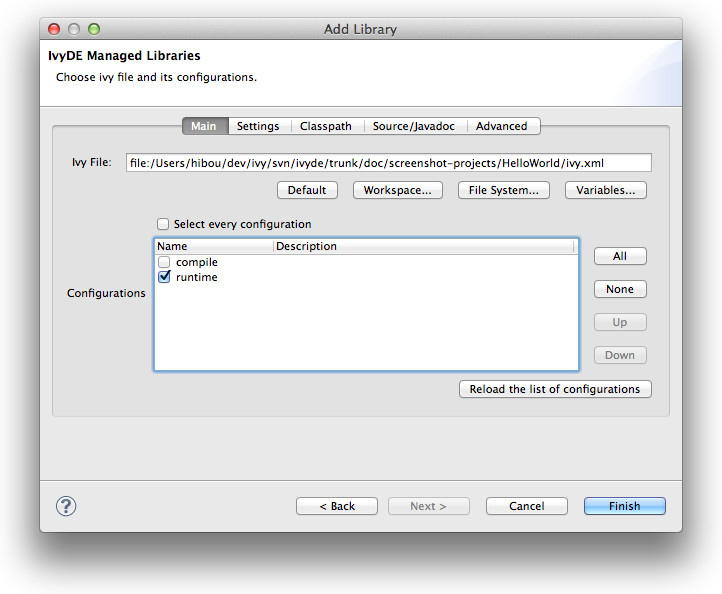 Add Library
IvyDE Managed Libraries
Choose ivy file and its configurations.
Main Settings Classpath Source/Javadoc Advanced
Ivy File: file:/Users/hibou/dev/ivy/svn/ivyde/trunk/doc/screenshot-projects/HelloWorld/ivy.xml
Default Workspace... File System... Variables...
Select every configuration
Name Description
compile
runtime
Configurations
All
None
Up
Down
Reload the list of configurations
? < Back Next > Cancel Finish